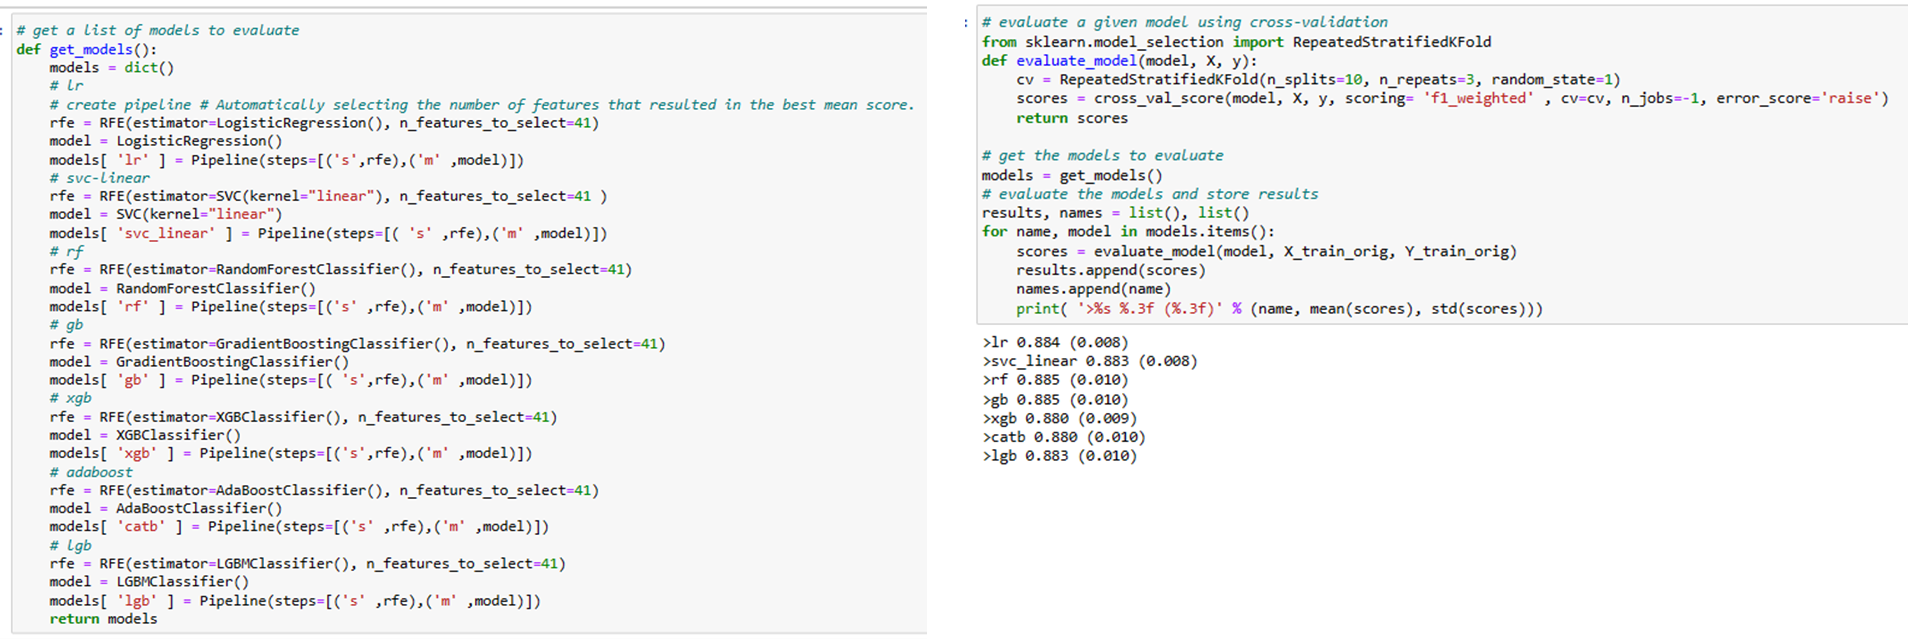 :
# get a list of models to evaluate
def get_models():
    models = dict()
    # lr
    # create pipeline # Automatically selecting the number of features that resulted in the best mean score.
    rfe = RFE(estimator=LogisticRegression(), n_features_to_select=41)
    model = LogisticRegression()
    models[ 'lr' ] = Pipeline(steps=[('s',rfe),('m' ,model)])
    # svc-linear
    rfe = RFE(estimator=SVC(kernel="linear"), n_features_to_select=41 )
    model = SVC(kernel="linear")
    models[ 'svc_linear' ] = Pipeline(steps=[( 's' ,rfe),('m' ,model)])
    # rf
    rfe = RFE(estimator=RandomForestClassifier(), n_features_to_select=41)
    model = RandomForestClassifier()
    models[ 'rf' ] = Pipeline(steps=[('s' ,rfe),('m' ,model)])
    # gb
    rfe = RFE(estimator=GradientBoostingClassifier(), n_features_to_select=41)
    model = GradientBoostingClassifier()
    models[ 'gb' ] = Pipeline(steps=[( 's',rfe),('m' ,model)])
    # xgb
    rfe = RFE(estimator=XGBClassifier(), n_features_to_select=41)
    model = XGBClassifier()
    models[ 'xgb' ] = Pipeline(steps=[('s',rfe),('m' ,model)])
    # adaboost
    rfe = RFE(estimator=AdaBoostClassifier(), n_features_to_select=41)
    model = AdaBoostClassifier()
    models[ 'catb' ] = Pipeline(steps=[('s' ,rfe),('m' ,model)])
    # lgb
    rfe = RFE(estimator=LGBMClassifier(), n_features_to_select=41)
    model = LGBMClassifier()
    models[ 'lgb' ] = Pipeline(steps=[('s' ,rfe),('m' ,model)])
    return models
:
# evaluate a given model using cross-validation
from sklearn.model_selection import RepeatedStratifiedKFold
def evaluate_model(model, X, y):
    cv = RepeatedStratifiedKFold(n_splits=10, n_repeats=3, random_state=1)
    scores = cross_val_score(model, X, y, scoring= 'f1_weighted' , cv=cv, n_jobs=-1, error_score='raise')
    return scores

# get the models to evaluate
models = get_models()
# evaluate the models and store results
results, names = list(), list()
for name, model in models.items():
    scores = evaluate_model(model, X_train_orig, Y_train_orig)
    results.append(scores)
    names.append(name)
    print( '>%s %.3f (%.3f)' % (name, mean(scores), std(scores)))
>lr 0.884 (0.008)
>svc_linear 0.883 (0.008)
>rf 0.885 (0.010)
>gb 0.885 (0.010)
>xgb 0.880 (0.009)
>catb 0.880 (0.010)
>lgb 0.883 (0.010)